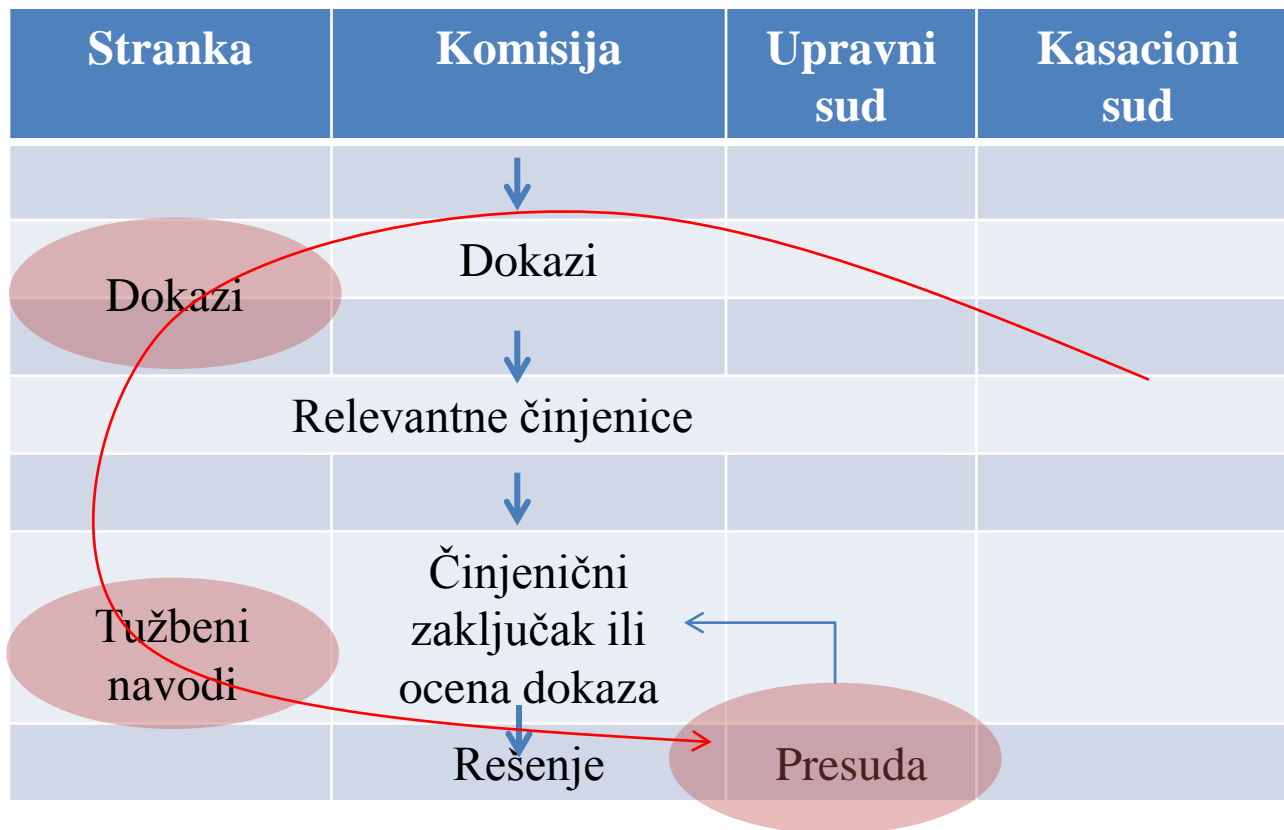 Stranka
Komisija
Upravni
sud
Kasacioni
sud
Dokazi
Dokazi
Relevantne činjenice
Tužbeni
navodi
Činjenični
zaključak ili
ocena dokaza
Rešenje
Presuda